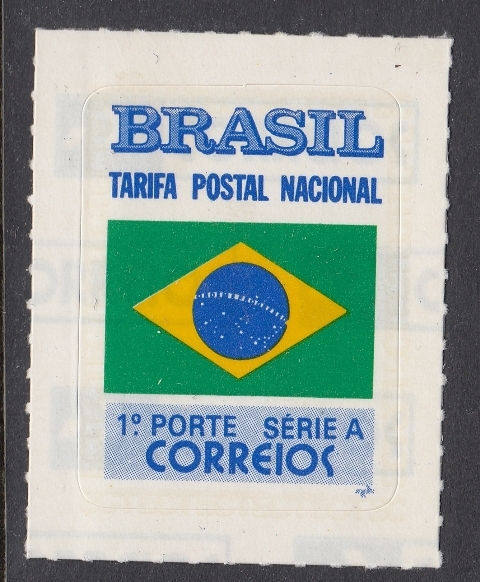 BRASIL
TARIFA POSTAL NACIONAL
1º PORTE SÉRIE A
CORREIOS